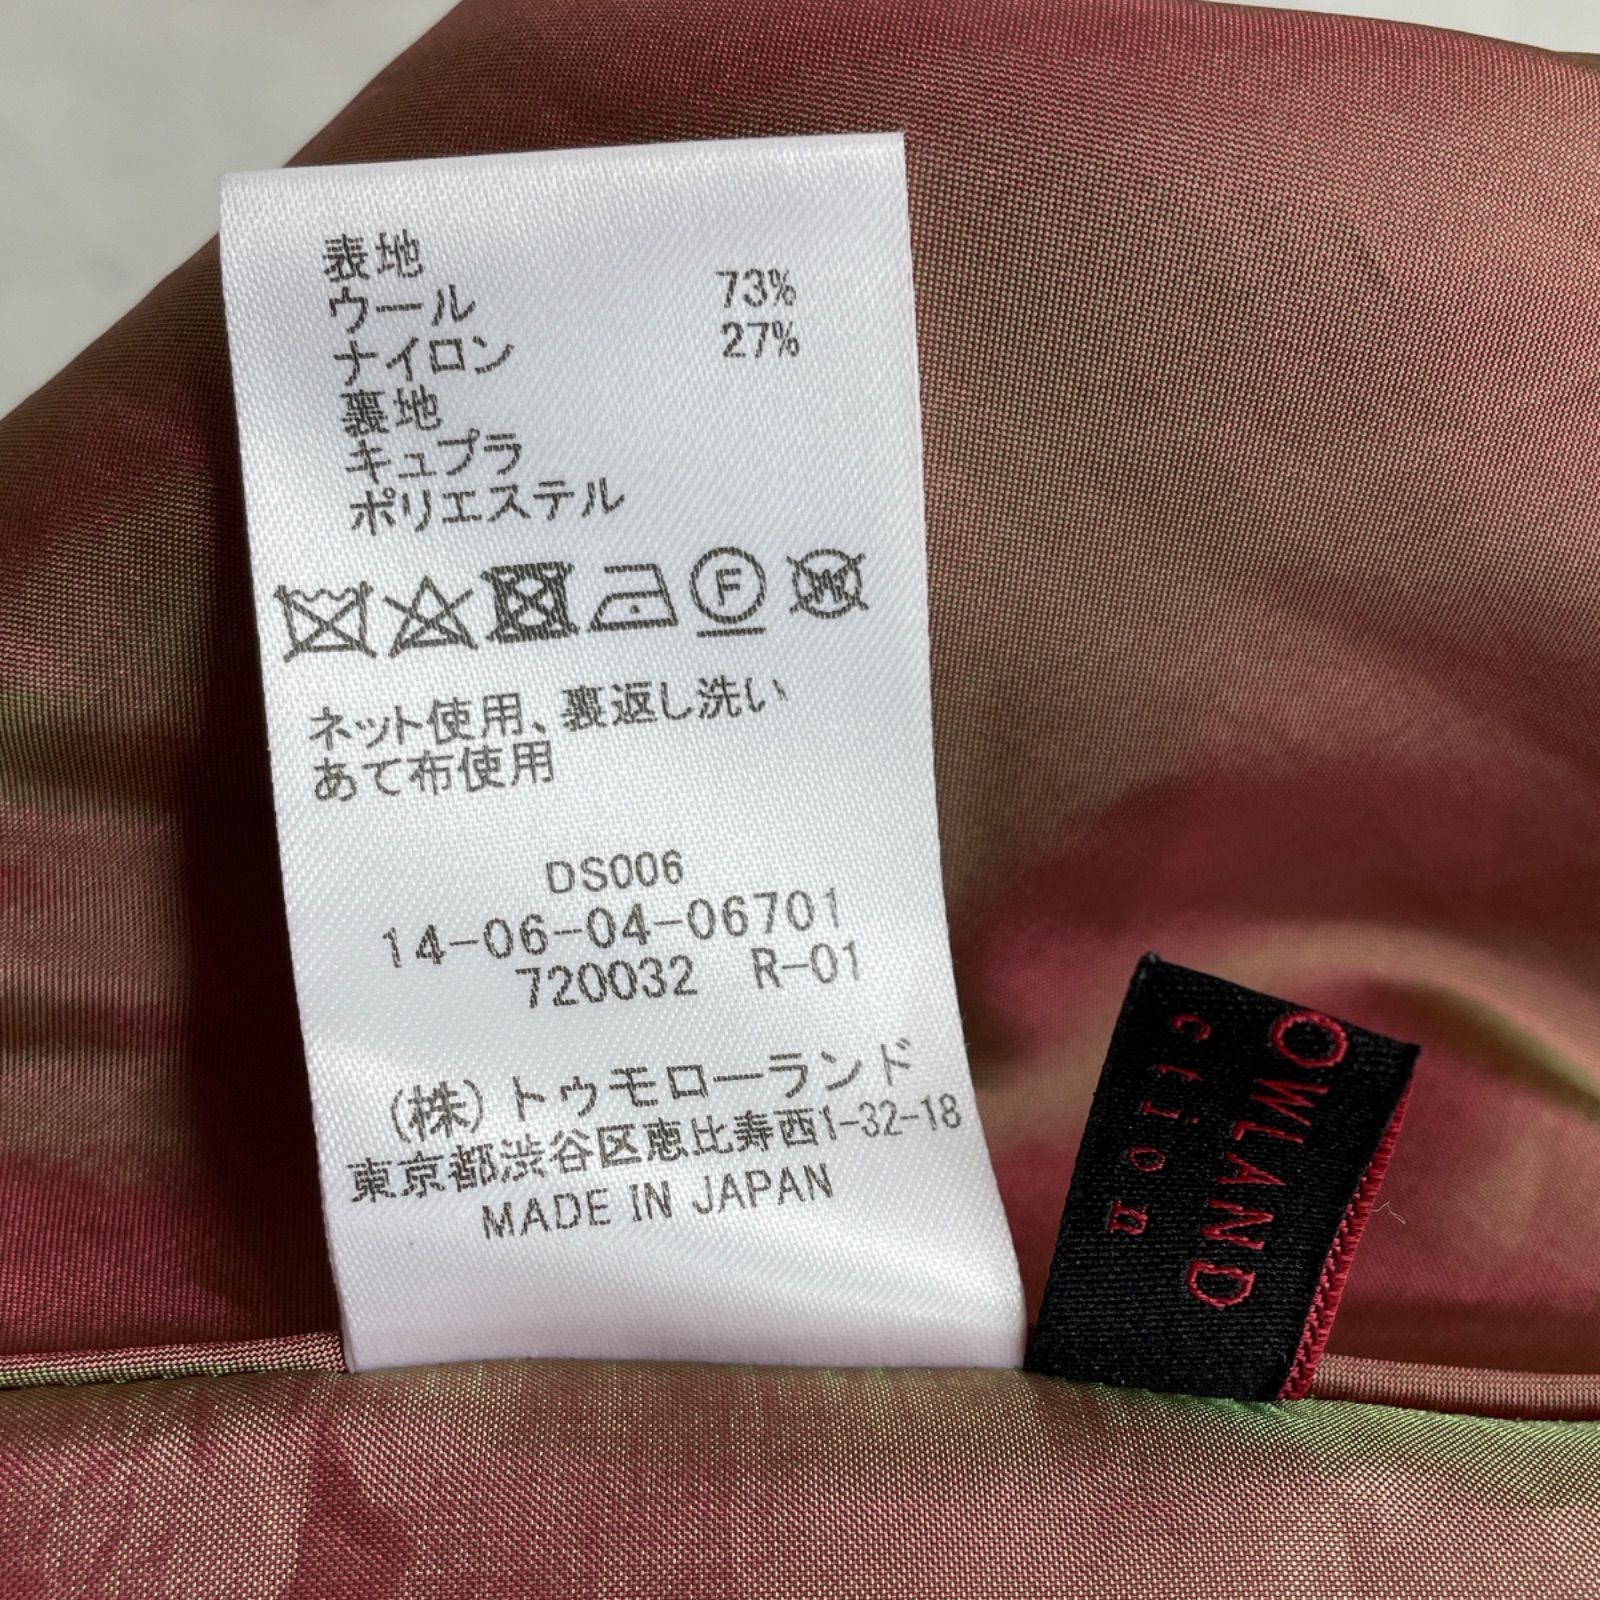 表地
ウール 73%
ナイロン 27%
裏地
キュプラ
ポリエステル
F
W
ネット使用、裏返し洗い
あて布使用
DS006
14-06-04-06701
720032 R-01
(株)トゥモローランド
東京都渋谷区恵比寿西1-32-18
MADE IN JAPAN
OWLAND
ction